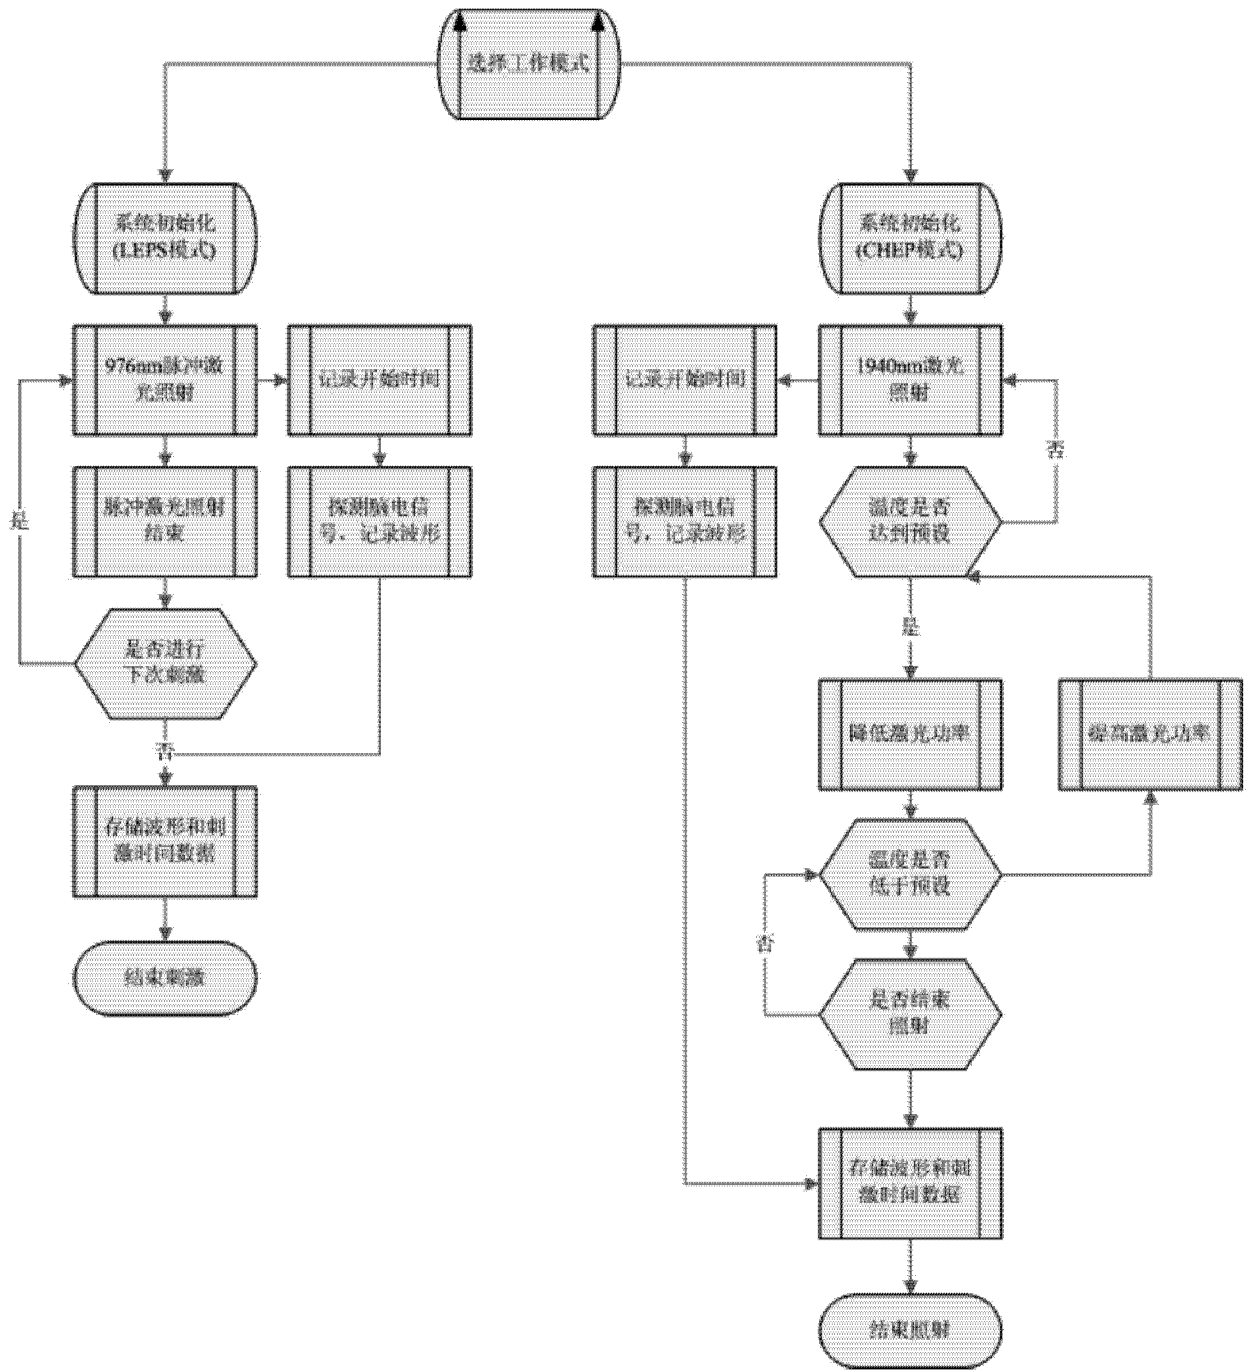 选择工作模式
系统初始化
(LEPS模式)
系统初始化
(CHEP模式)
976nm脉冲激
光照射
记录开始时间
记录开始时间
1940nm激光
照射
否
是
脉冲激光照射
结束
探测脑电信
号，记录波形
探测脑电信
号，记录波形
温度是否
达到预设
是
是否进行
下次刺激
否
降低激光功率
提高激光功率
存储波形和刺
激时间数据
温度是否
低于预设
否
结束刺激
是否结束
照射
存储波形和刺
激时间数据
结束照射